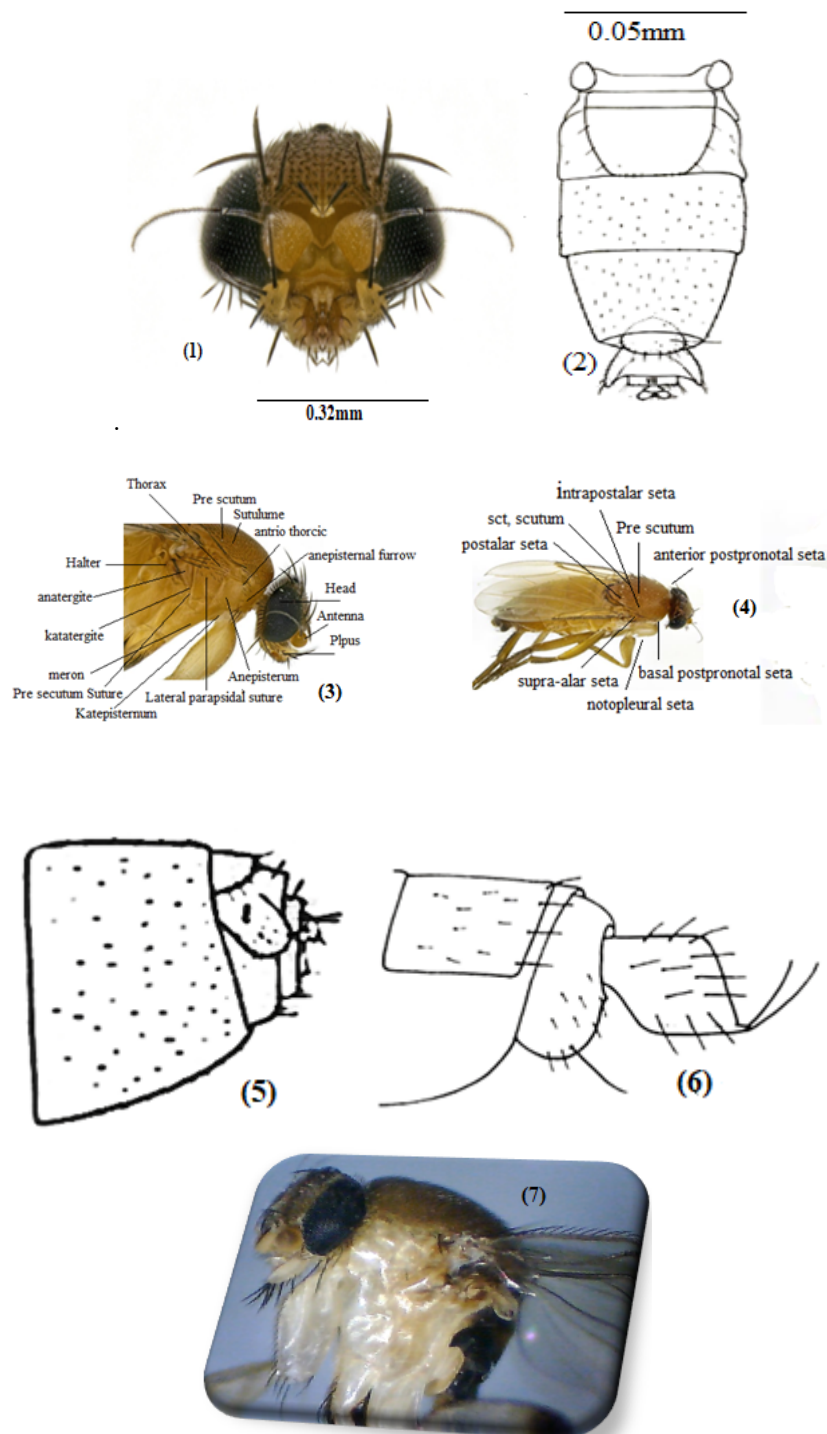 0.05mm
(1)
(2)
0.32mm
.
Thorax
Pre scutum
Sutulume
antrio thorcic
anepisternal furrow
Halter
Head
anatergite
Antenna
katatergite
Plpus
meron
Pre secutum Suture
Anepisterum
Lateral parapsidal suture
(3)
Katepisternum
intrapostalar seta
sct, scutum
Pre scutum
postalar seta
anterior postpronotal seta
(4)
supra-alar seta
basal postpronotal seta
notopleural seta
(5)
(6)
(7)